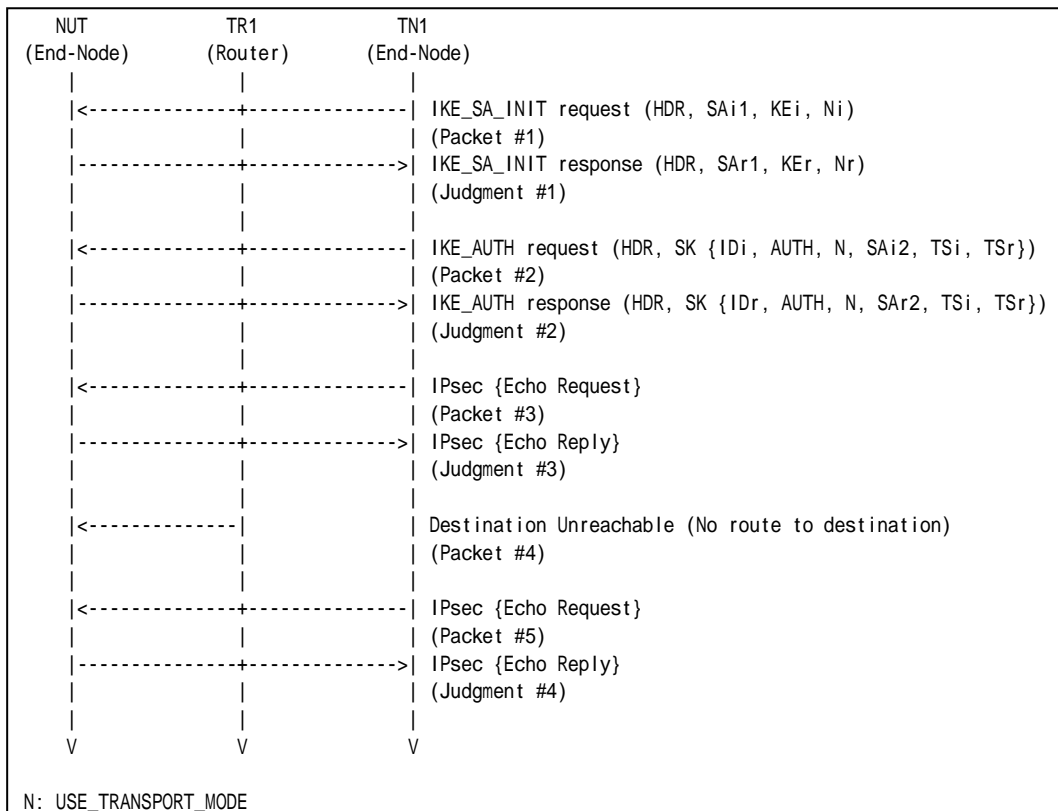 NUT TR1 TN1
(End-Node) (Router) (End-Node)
| | |
|<--------------+---------------| IKE_SA_INIT request (HDR, SAi1, KEi, Ni)
| | | (Packet #1)
|---------------+-------------->| IKE_SA_INIT response (HDR, SAr1, KEr, Nr)
| | | (Judgment #1)
| | |
|<--------------+---------------| IKE_AUTH request (HDR, SK {IDi, AUTH, N, SAi2, TSi, TSr})
| | | (Packet #2)
|---------------+-------------->| IKE_AUTH response (HDR, SK {IDr, AUTH, N, SAr2, TSi, TSr})
| | | (Judgment #2)
| | |
|<--------------+---------------| IPsec {Echo Request}
| | | (Packet #3)
|---------------+-------------->| IPsec {Echo Reply}
| | | (Judgment #3)
| | |
|<--------------| | Destination Unreachable (No route to destination)
| | | (Packet #4)
| | |
|<--------------+---------------| IPsec {Echo Request}
| | | (Packet #5)
|---------------+-------------->| IPsec {Echo Reply}
| | | (Judgment #4)
| | |
V V V
N: USE_TRANSPORT_MODE